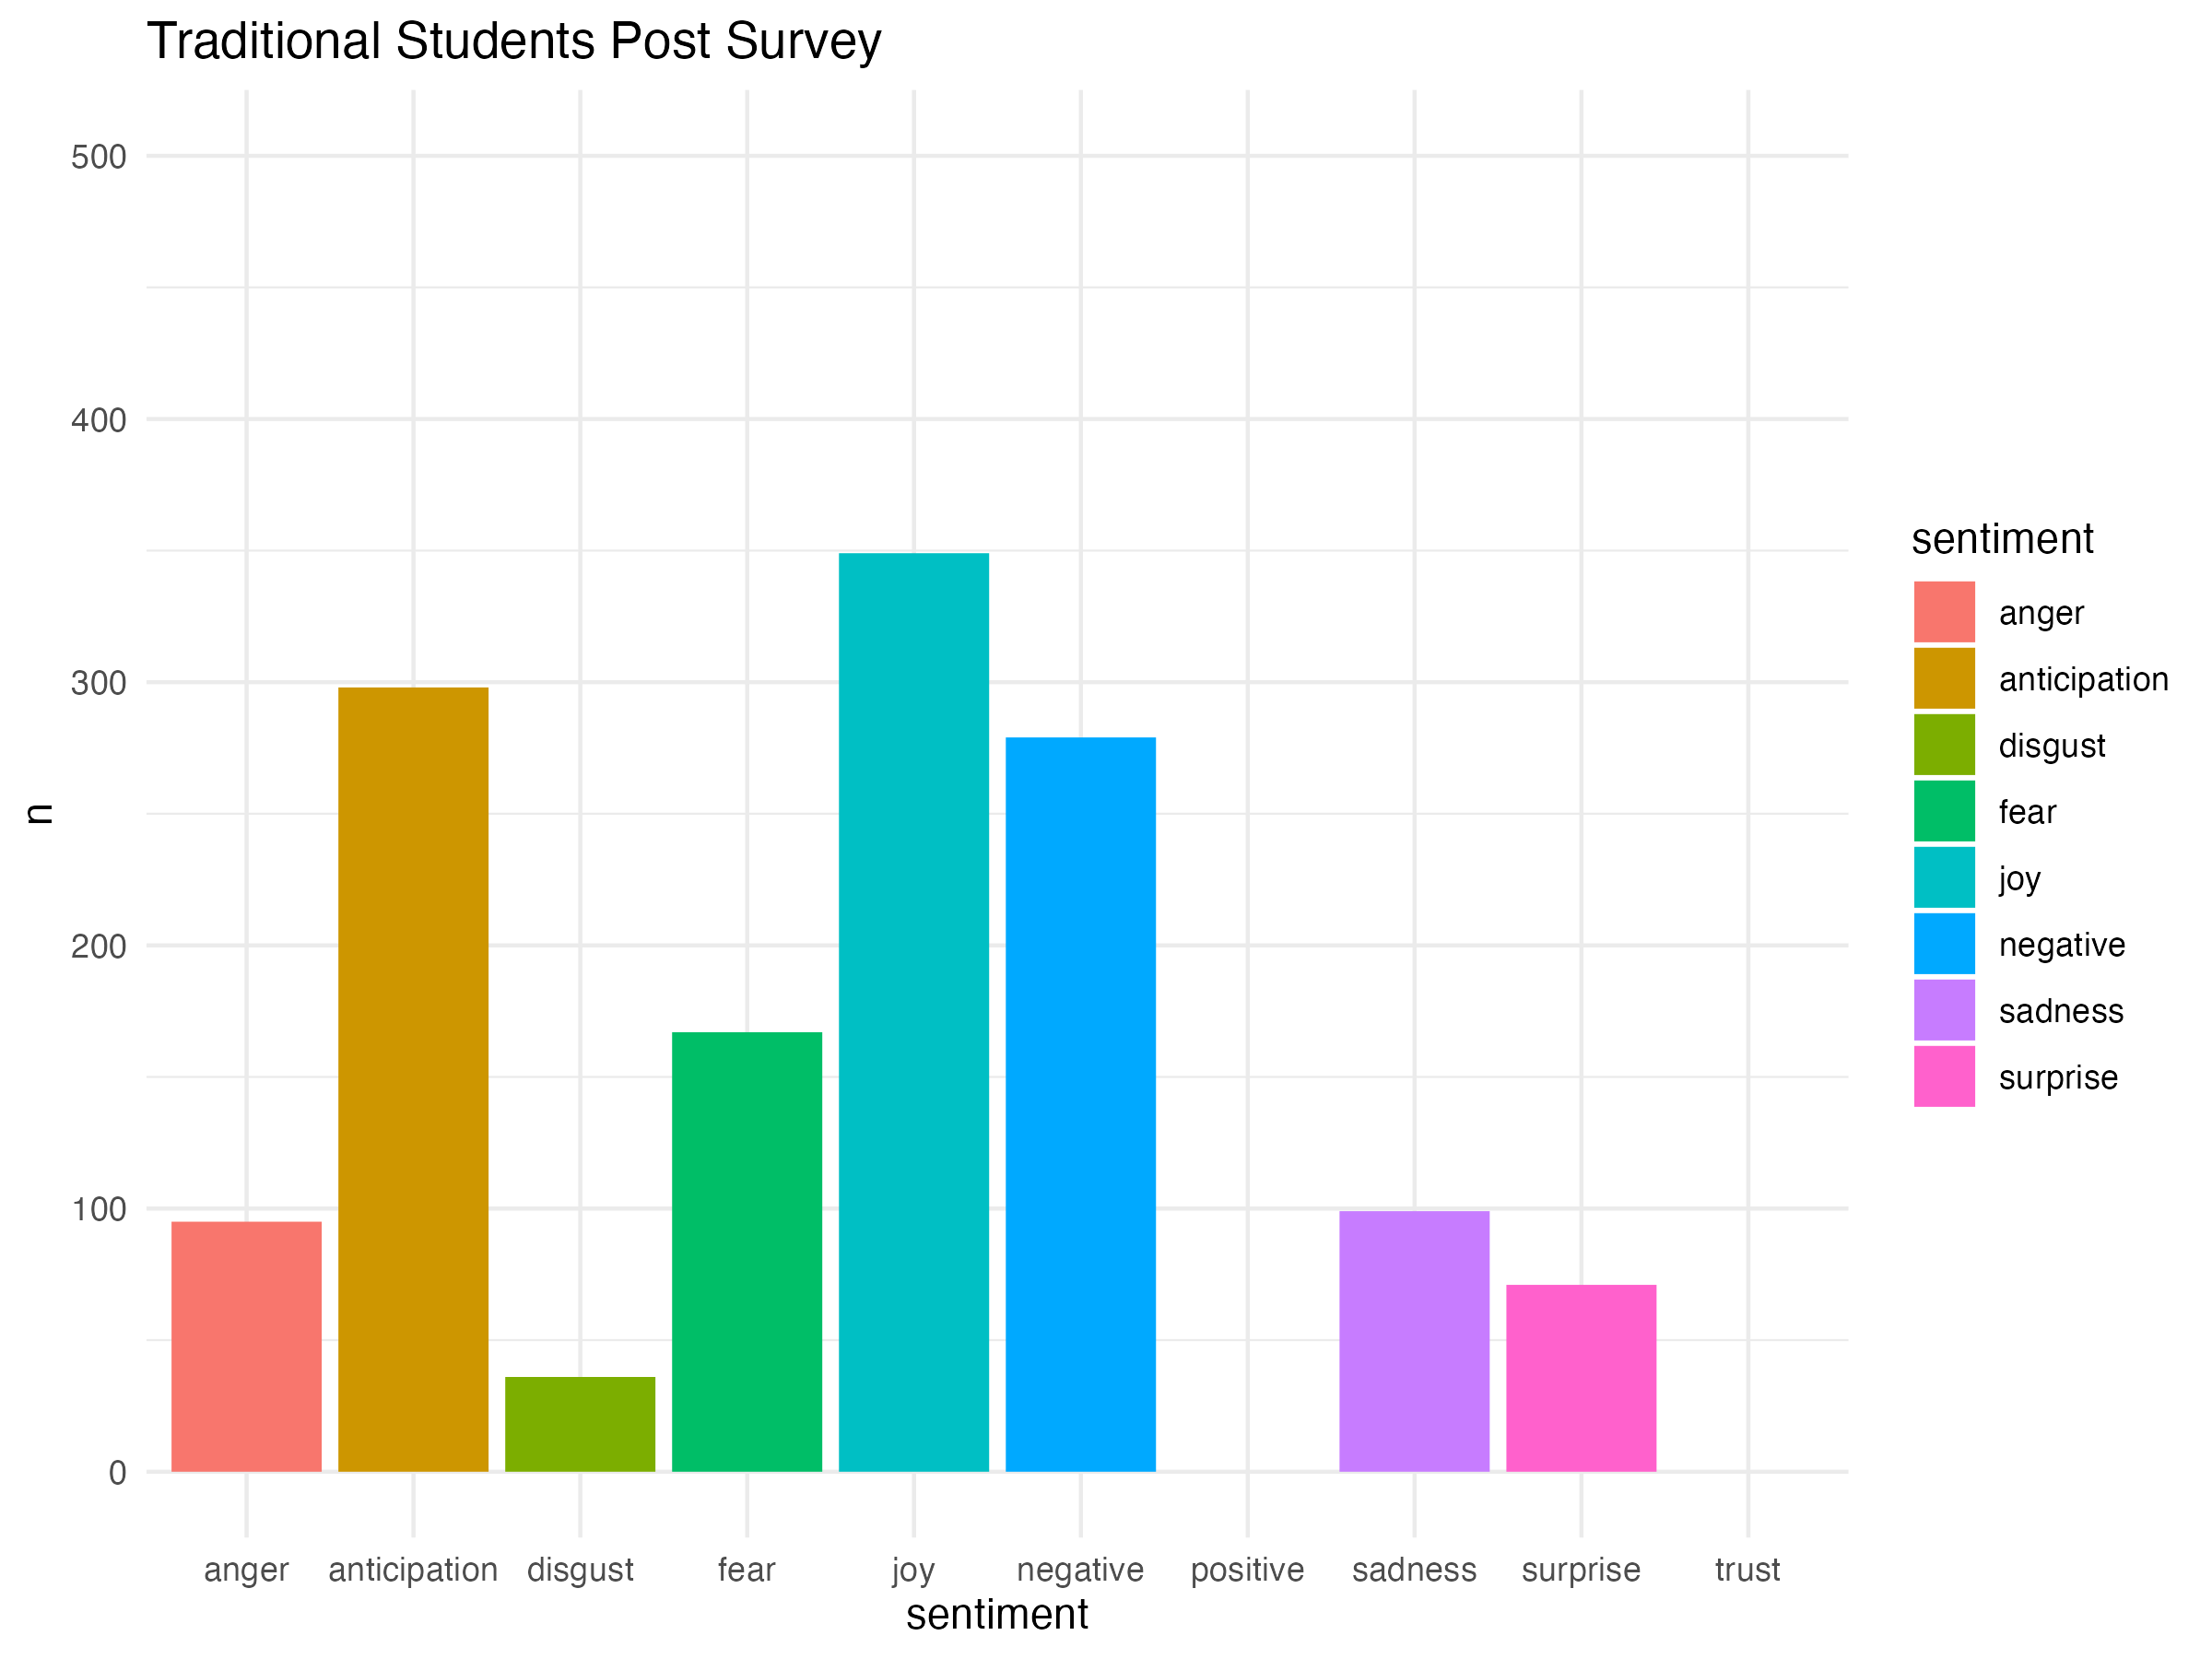 Traditional Students Post Survey
500
400
300
200
100
0
n
anger anticipation disgust fear joy negative positive sadness surprise trust
sentiment
sentiment
anger
anticipation
disgust
fear
joy
negative
sadness
surprise